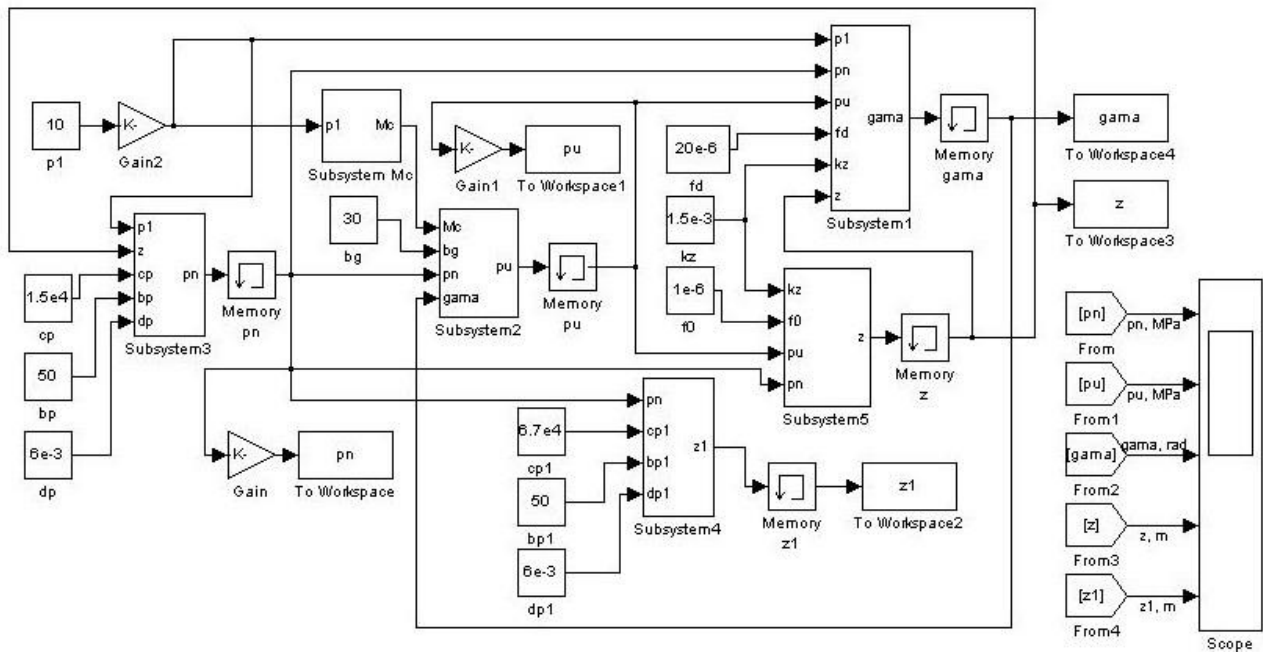 10
p1
K-
Gain2
p1
Mc
Subsystem Mc
K-
Gain1
pu
To Workspace1
20e-6
fd
1.5e-3
kz
1e-6
f0
p1
pn
pu
fd
kz
z
gama
Subsystem1
Memory
gama
gama
To Workspace4
z
To Workspace3
p1
z
cp
bp
dp
pn
Subsystem3
Memory
pn
1.5e4
cp
50
bp
6e-3
dp
30
bg
Mc
bg
pn
gama
pu
Subsystem2
Memory
pu
kz
f0
pu
pn
z
Subsystem5
Memory
z
K-
Gain
pn
To Workspace
6.7e4
cp1
50
bp1
6e-3
dp1
pn
cp1
bp1
dp1
z1
Subsystem4
Memory
z1
z1
To Workspace2
[pn]
pn, MPa
From
[pu]
pu, MPa
From1
[gama]
gama, rad
From2
[z]
z, m
From3
[z1]
z1, m
From4
Scope